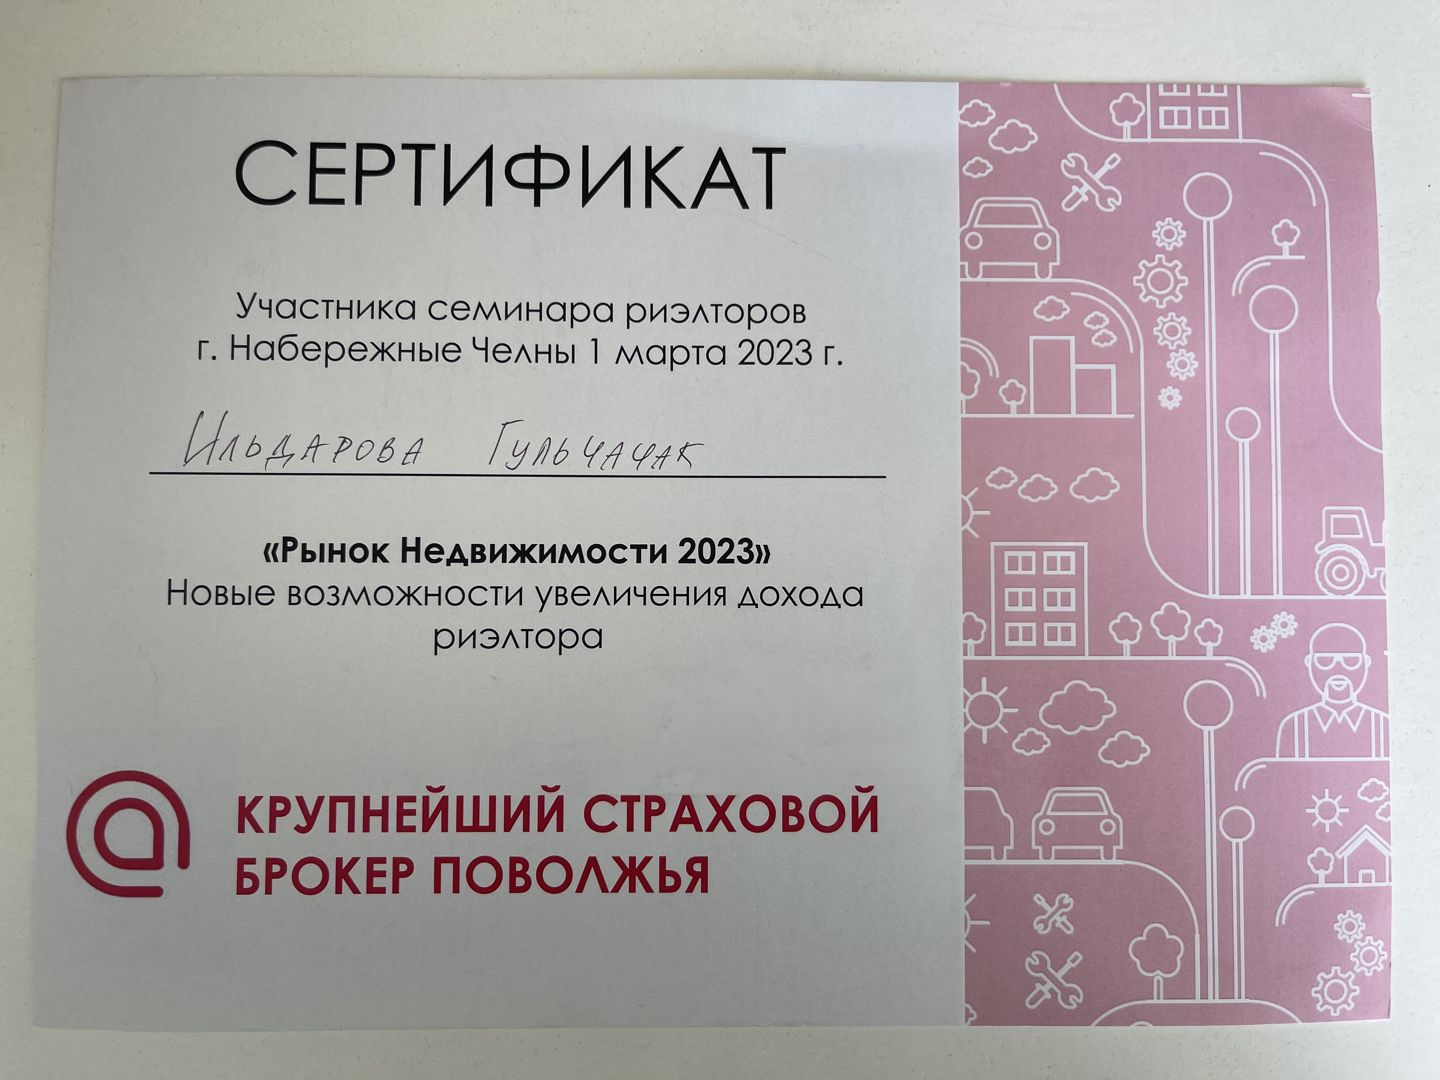 СЕРТИФИКАТ
Участника семинара риэлторов
г. Набережные Челны 1 марта 2023 г.
Ильдарова Гульчачак
«Рынок Недвижимости 2023»
Новые возможности увеличения дохода
риэлтора
КРУПНЕЙШИЙ СТРАХОВОЙ
БРОКЕР ПОВОЛЖЬЯ